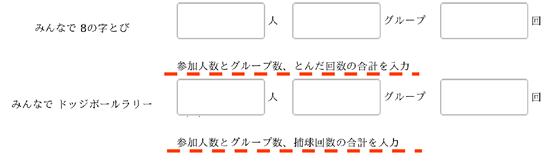 みんなで 8の字とび 人 グループ 回
参加人数とグループ数、とんだ回数の合計を入力
みんなで ドッジボールラリー 人 グループ 回
参加人数とグループ数、捕球回数の合計を入力